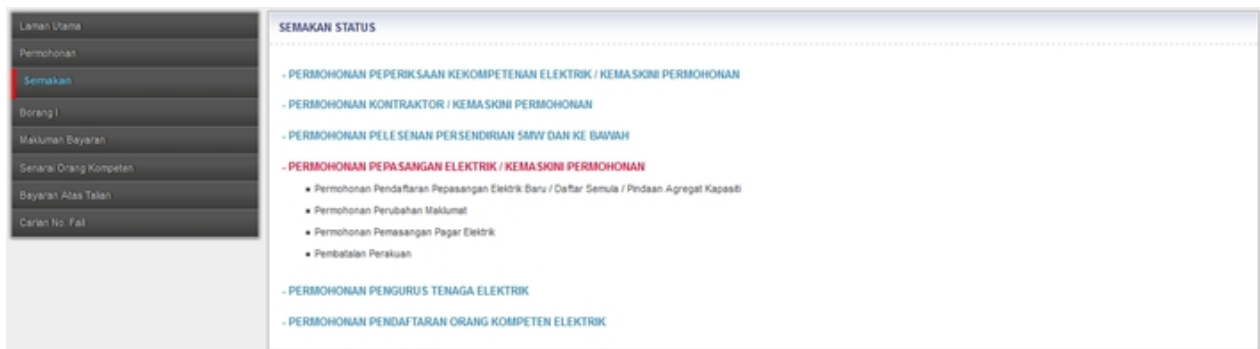 Laman Utama
Permohonan
Semakan
Borang I
Makluman Bayaran
Senarai Orang Kompeten
Bayaran Atas Talian
Carian No. Fail
SEMAKAN STATUS
- PERMOHONAN PEPERIKSAAN KEKOMPETENAN ELEKTRIK / KEMASKINI PERMOHONAN
- PERMOHONAN KONTRAKTOR / KEMASKINI PERMOHONAN
- PERMOHONAN PELESENAN PERSENDIRIAN 5MW DAN KE BAWAH
- PERMOHONAN PEPASANGAN ELEKTRIK / KEMASKINI PERMOHONAN
• Permohonan Pendaftaran Pepasangan Elektrik Baru / Daftar Semula / Pindaan Agregat Kapasiti
• Permohonan Perubahan Maklumat
• Permohonan Pemasangan Pagar Elektrik
• Pembatalan Perakuan
- PERMOHONAN PENGURUS TENAGA ELEKTRIK
- PERMOHONAN PENDAFTARAN ORANG KOMPETEN ELEKTRIK